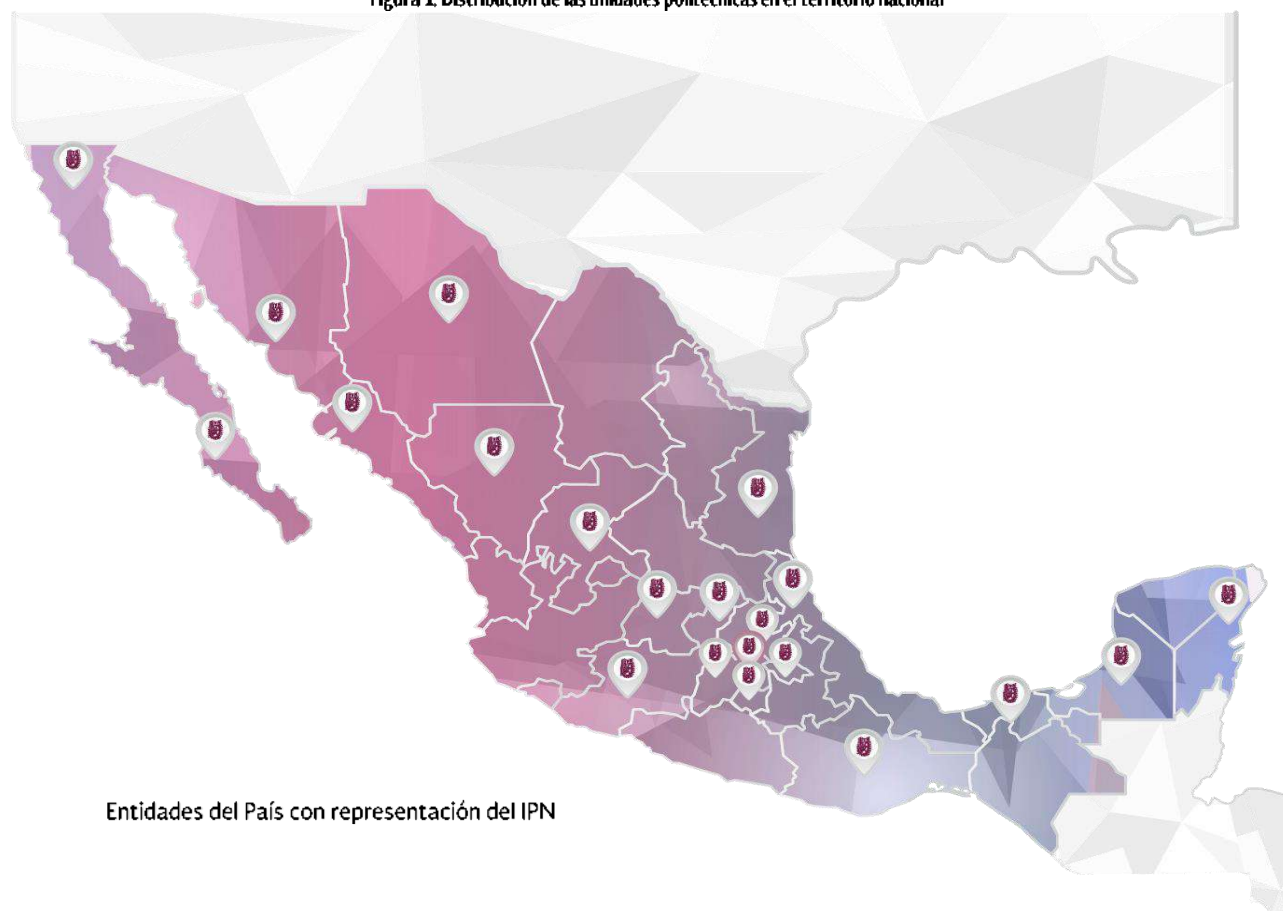 Figura 1. Distribución de las unidades politécnicas en el territorio nacional
Entidades del País con representación del IPN